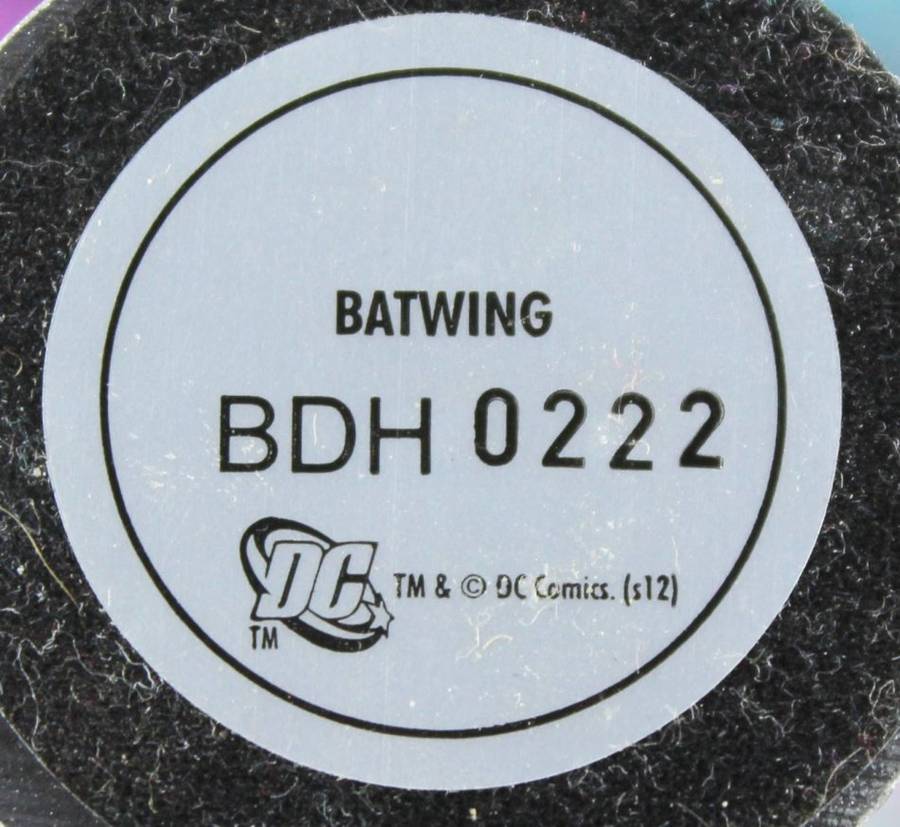 BATWING
BDH 0222
DC TM & © DC Comics. (s12)
TM